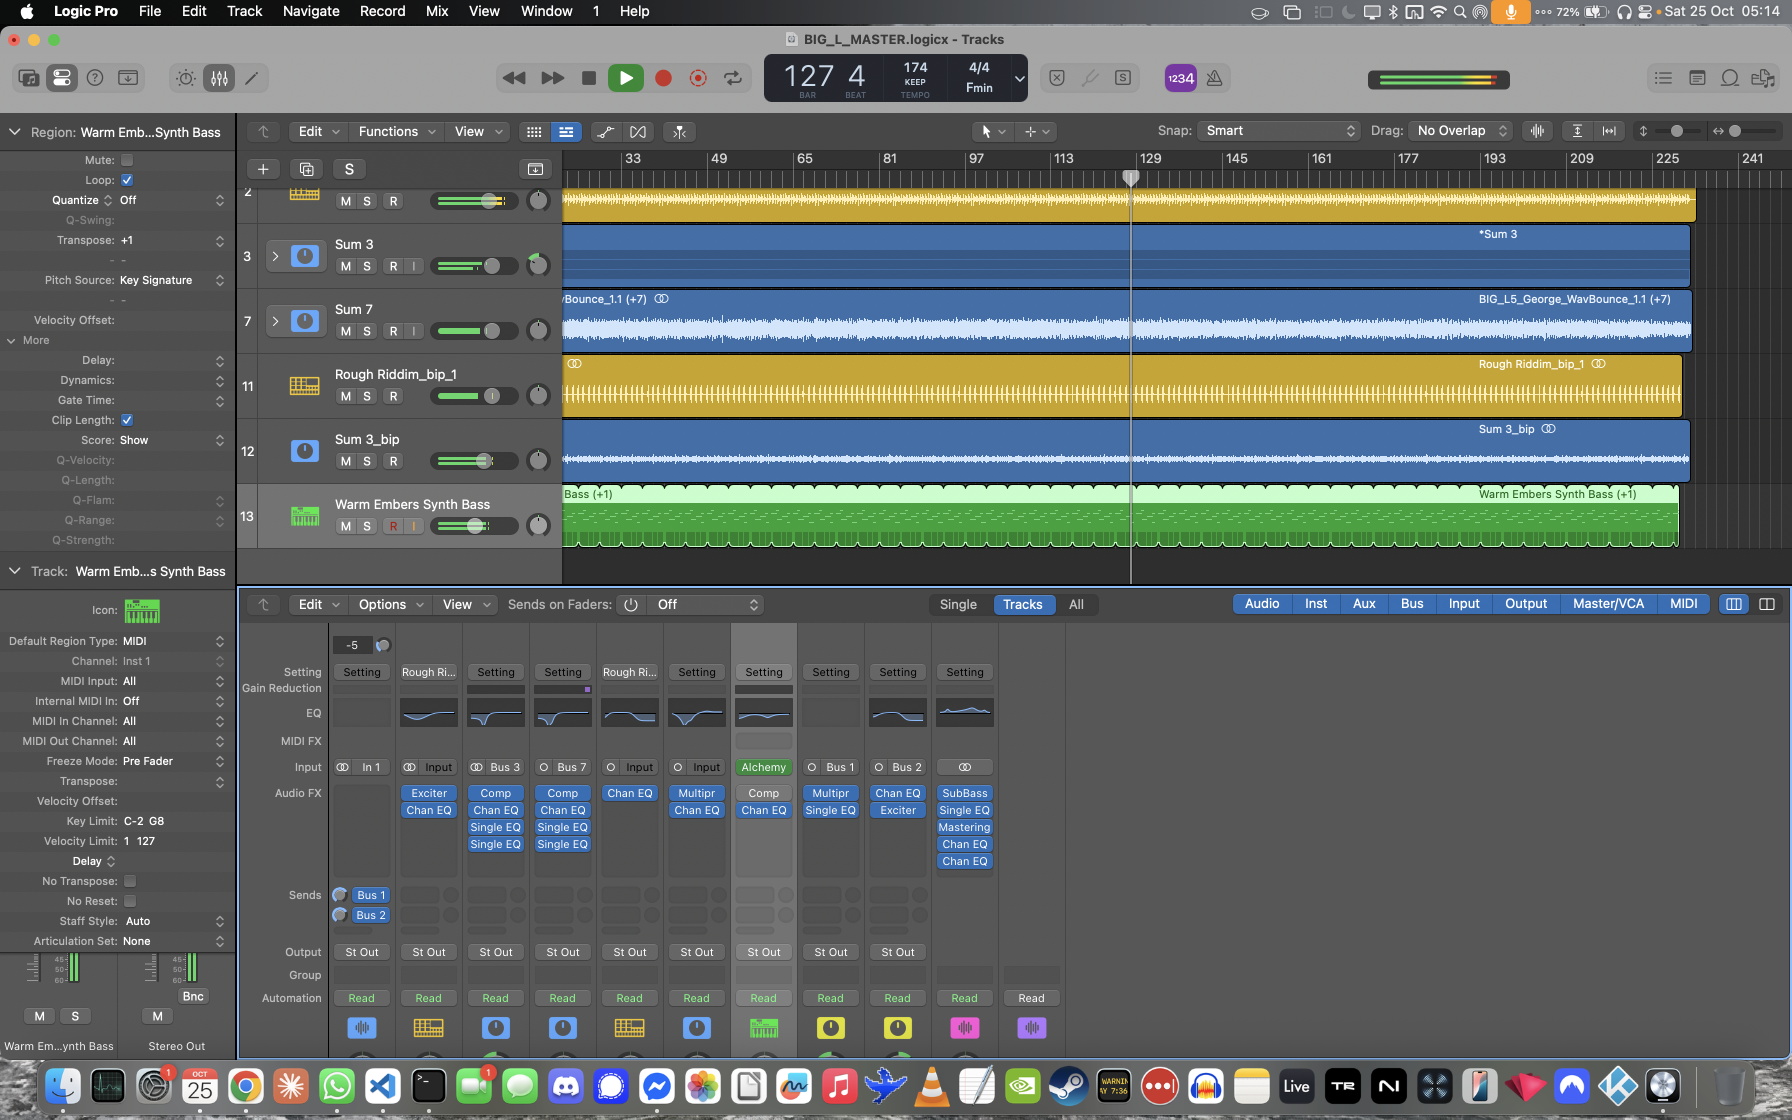 Logic Pro File Edit Track Navigate Record Mix View Window 1 Help 72% Sat 25 Oct 05:14
BIG_L_MASTER.logicx - Tracks
127 4 174 KEEP 4/4 Fmin
BAR BEAT TEMPO
S 1234
Region: Warm Emb...Synth Bass
Edit Functions View Snap: Smart Drag: No Overlap
Mute:
Loop:
Quantize Off
Q-Swing:
Transpose: +1
- -
Pitch Source: Key Signature
- -
Velocity Offset:
More
Delay:
Dynamics:
Gate Time:
Clip Length:
Score: Show
Q-Velocity:
Q-Length:
Q-Flam:
Q-Range:
Q-Strength:
S
33 49 65 81 97 113 129 145 161 177 193 209 225 241
2 M S R
3 Sum 3 M S R I
*Sum 3
7 Sum 7 M S R I
Bounce_1.1 (+7) BIG_L5_George_WavBounce_1.1 (+7)
11 Rough Riddim_bip_1 M S R
Rough Riddim_bip_1
12 Sum 3_bip M S R
Sum 3_bip
13 Warm Embers Synth Bass M S R I
Bass (+1) Warm Embers Synth Bass (+1)
Track: Warm Emb...s Synth Bass
Icon:
Default Region Type: MIDI
Channel: Inst 1
MIDI Input: All
Internal MIDI In: Off
MIDI In Channel: All
MIDI Out Channel: All
Freeze Mode: Pre Fader
Transpose:
Velocity Offset:
Key Limit: C-2 G8
Velocity Limit: 1 127
Delay
No Transpose:
No Reset:
Staff Style: Auto
Articulation Set: None
45 45
50 50
60 60
Bnc
M S M
Warm Em...ynth Bass Stereo Out
Edit Options View Sends on Faders: Off Single Tracks All Audio Inst Aux Bus Input Output Master/VCA MIDI
-5
Setting Setting Rough Ri... Setting Setting Rough Ri... Setting Setting Setting Setting Setting
Gain Reduction
EQ
MIDI FX
Input In 1 Input Bus 3 Bus 7 Input Input Alchemy Bus 1 Bus 2
Audio FX Exciter Comp Comp Chan EQ Multipr Comp Multipr Chan EQ SubBass
Chan EQ Chan EQ Chan EQ Chan EQ Chan EQ Single EQ Exciter Single EQ
Single EQ Single EQ Mastering
Single EQ Single EQ Chan EQ
Chan EQ
Sends Bus 1
Bus 2
Output St Out St Out St Out St Out St Out St Out St Out St Out St Out
Group
Automation Read Read Read Read Read Read Read Read Read Read Read
1 OCT 25 1 WARNIN Live TR N